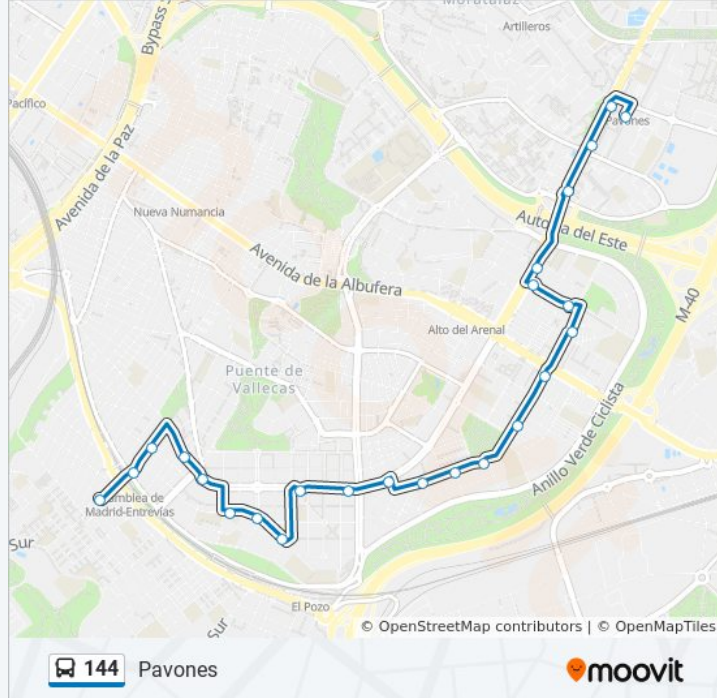 Moratalaz
Artilleros
Bypass S
Pacífico
Pavones
Avenida de la Paz
Nueva Numancia
Autovía del Este
Avenida de la Albufera
M-40
Alto del Arenal
Puente de
Vallecas
Anillo Verde Ciclista
Asamblea de
Madrid-Entrevías
Sur
El Pozo
Sur
© OpenStreetMap contributors | © OpenMapTiles
144 Pavones
moovit